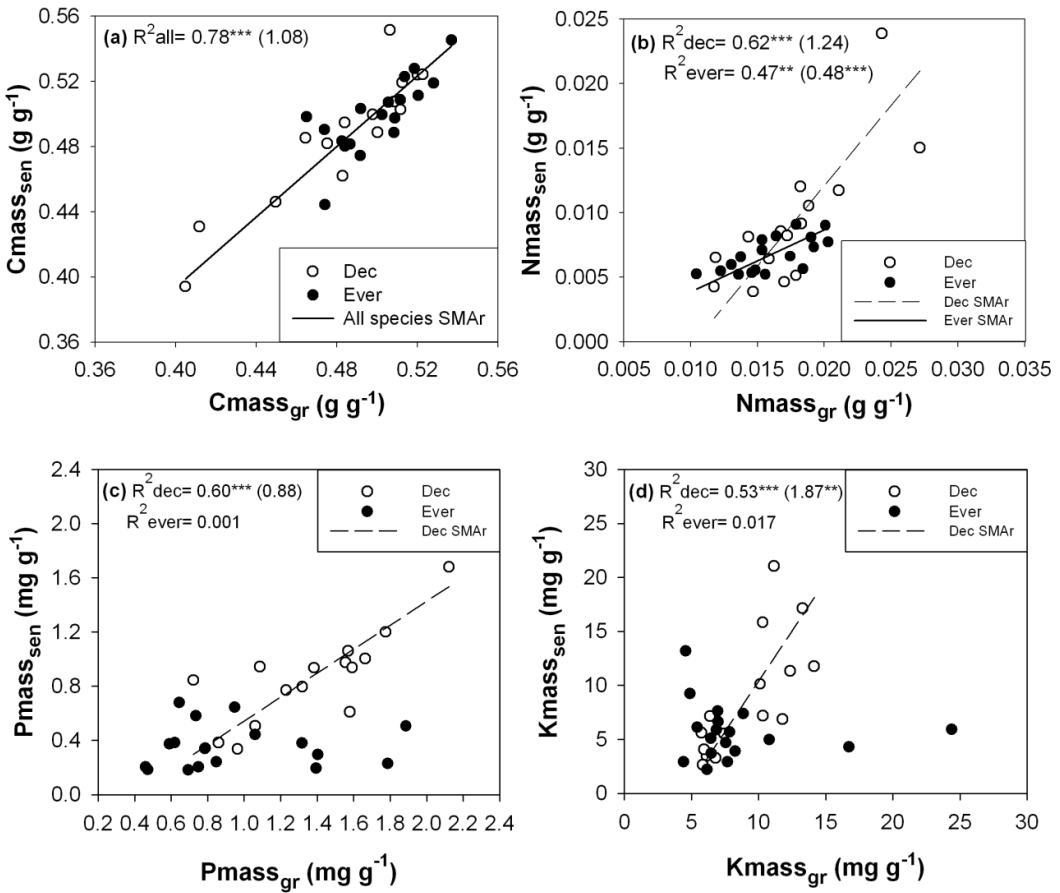 (a) R²all= 0.78*** (1.08)
0.56
0.52
0.48
0.44
0.40
0.36
Cmass_sen (g g⁻¹)
Dec
Ever
All species SMAr
0.36 0.40 0.44 0.48 0.52 0.56
Cmass_gr (g g⁻¹)
(b) R²dec= 0.62*** (1.24)
R²ever= 0.47** (0.48***)
0.025
0.020
0.015
0.010
0.005
0.000
Nmass_sen (g g⁻¹)
Dec
Ever
Dec SMAr
Ever SMAr
0.005 0.010 0.015 0.020 0.025 0.030 0.035
Nmass_gr (g g⁻¹)
(c) R²dec= 0.60*** (0.88)
R²ever= 0.001
2.4
2.0
1.6
1.2
0.8
0.4
0.0
Pmass_sen (mg g⁻¹)
Dec
Ever
Dec SMAr
0.2 0.4 0.6 0.8 1.0 1.2 1.4 1.6 1.8 2.0 2.2 2.4
Pmass_gr (mg g⁻¹)
(d) R²dec= 0.53*** (1.87**)
R²ever= 0.017
30
25
20
15
10
5
0
Kmass_sen (mg g⁻¹)
Dec
Ever
Dec SMAr
0 5 10 15 20 25 30
Kmass_gr (mg g⁻¹)